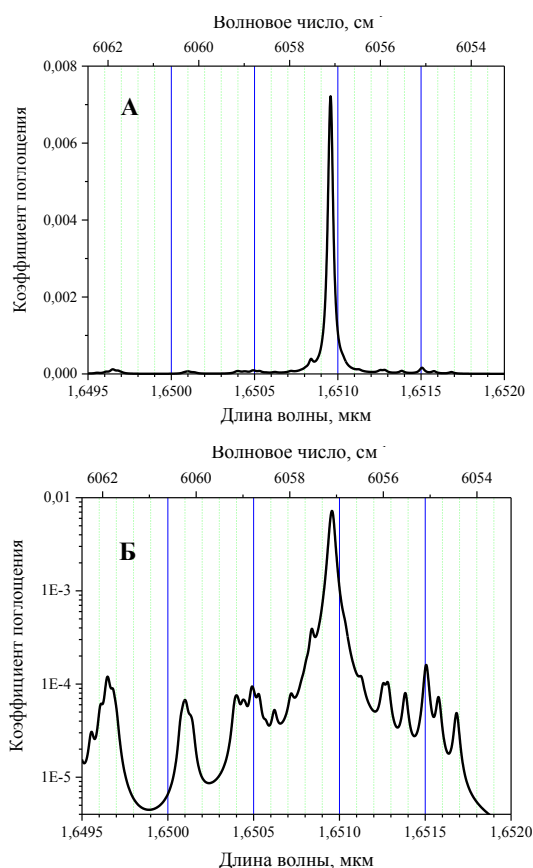 Волновое число, см⁻
6062 6060 6058 6056 6054
0,008
А
0,006
0,004
0,002
0,000
Коэффициент поглощения
1,6495 1,6500 1,6505 1,6510 1,6515 1,6520
Длина волны, мкм
Волновое число, см⁻
6062 6060 6058 6056 6054
0,01
Б
1E-3
1E-4
1E-5
Коэффициент поглощения
1,6495 1,6500 1,6505 1,6510 1,6515 1,6520
Длина волны, мкм